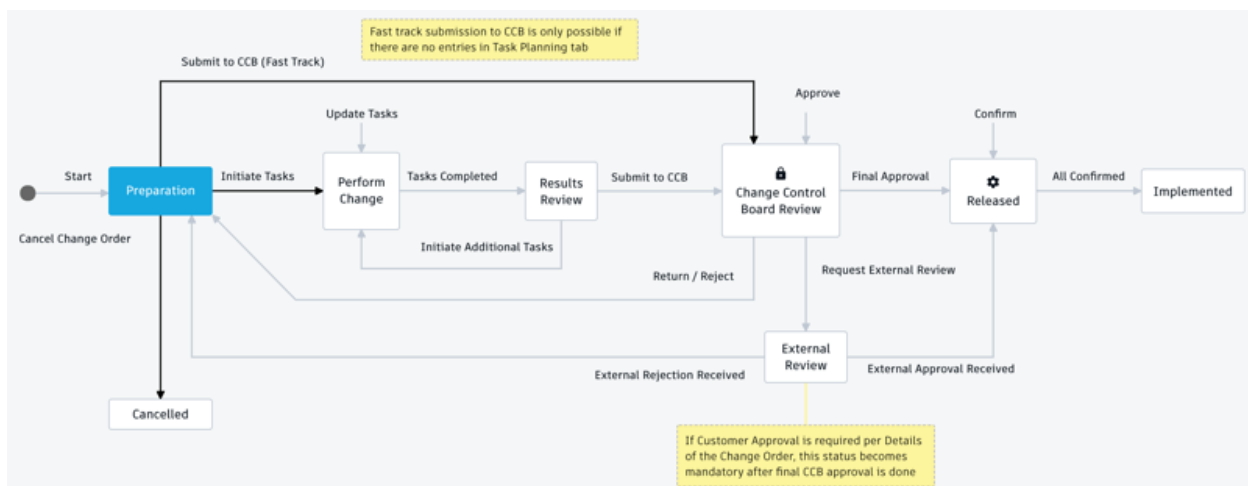 Fast track submission to CCB is only possible if
there are no entries in Task Planning tab
Submit to CCB (Fast Track)
Approve
Update Tasks
Confirm
Start
Preparation
Initiate Tasks
Perform
Change
Tasks Completed
Results
Review
Submit to CCB
Change Control
Board Review
Final Approval
Released
All Confirmed
Implemented
Cancel Change Order
Initiate Additional Tasks
Return / Reject
Request External Review
External
Review
External Rejection Received
External Approval Received
Cancelled
If Customer Approval is required per Details
of the Change Order, this status becomes
mandatory after final CCB approval is done